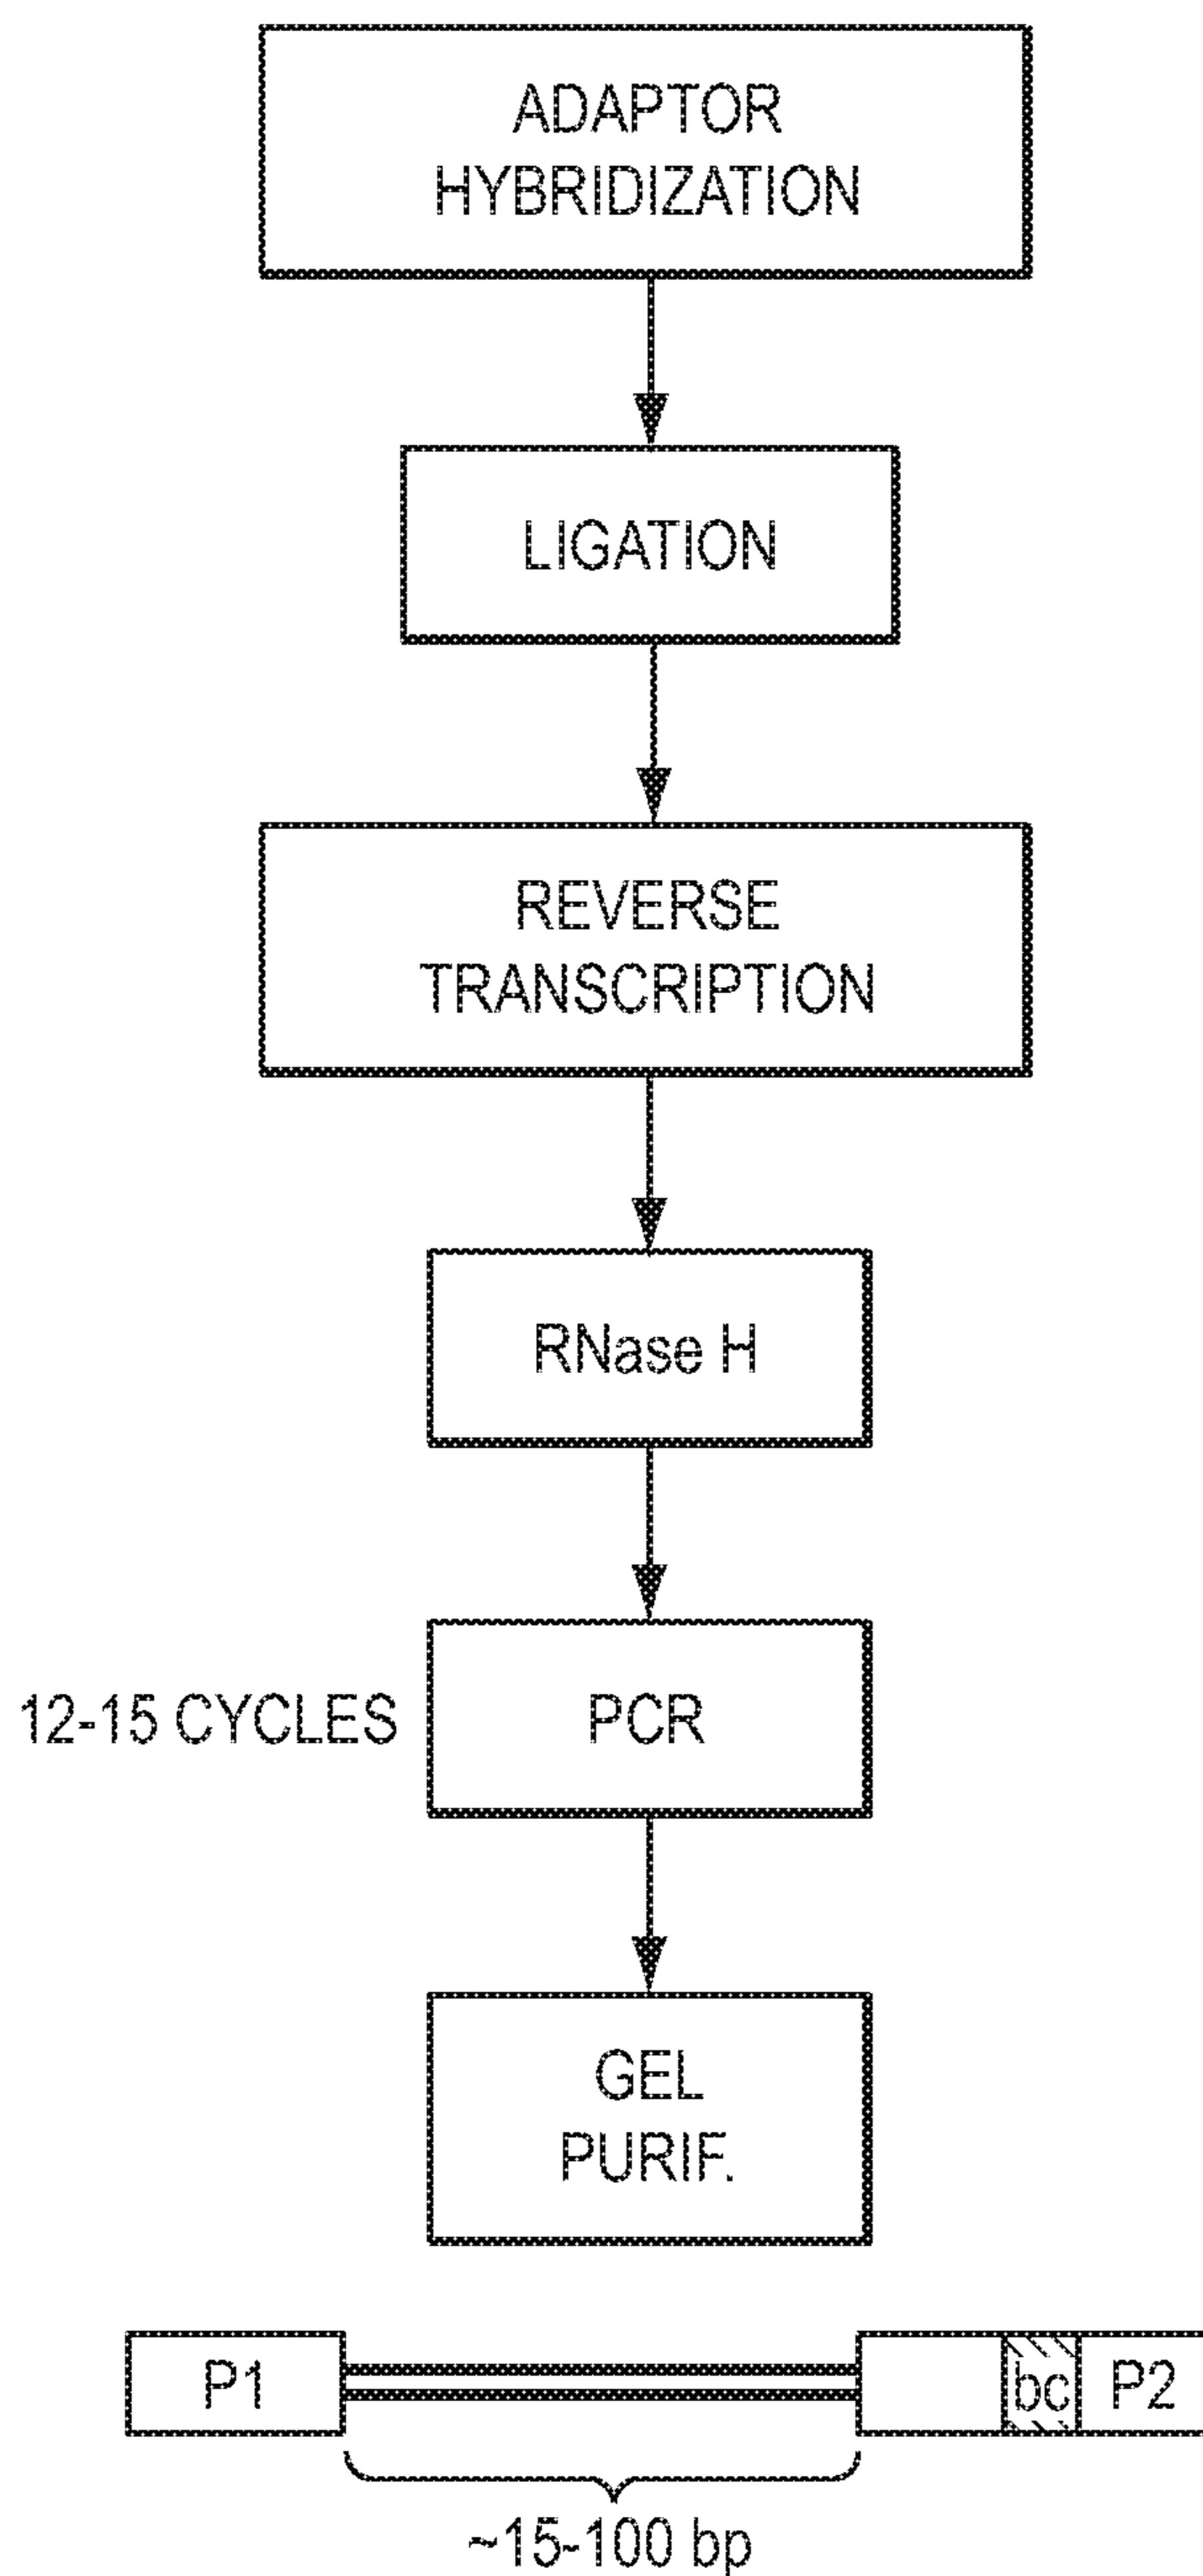 ADAPTOR
HYBRIDIZATION
LIGATION
REVERSE
TRANSCRIPTION
RNase H
12-15 CYCLES
PCR
GEL
PURIF.
P1
bc
P2
~15-100 bp